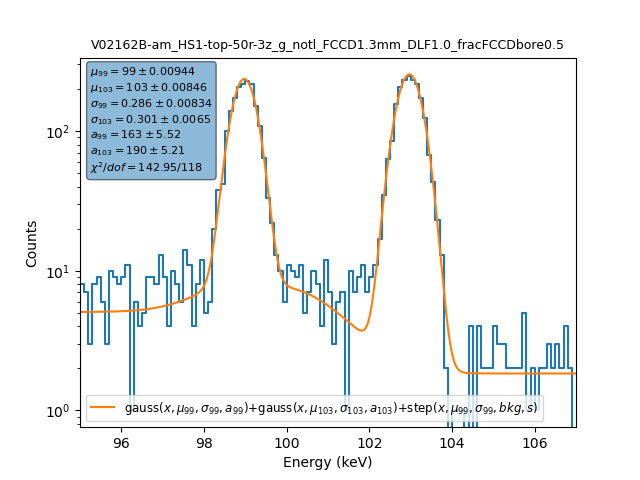 V02162B-am_HS1-top-50r-3z_g_notl_FCCD1.3mm_DLF1.0_fracFCCDbore0.5
μ₉₉ = 99 ± 0.00944
μ₁₀₃ = 103 ± 0.00846
σ₉₉ = 0.286 ± 0.00834
σ₁₀₃ = 0.301 ± 0.0065
a₉₉ = 163 ± 5.52
a₁₀₃ = 190 ± 5.21
χ²/dof = 142.95/118
10²
10¹
10⁰
Counts
gauss(x, μ₉₉, σ₉₉, a₉₉)+gauss(x, μ₁₀₃, σ₁₀₃, a₁₀₃)+step(x, μ₉₉, σ₉₉, bkg, s)
96 98 100 102 104 106
Energy (keV)